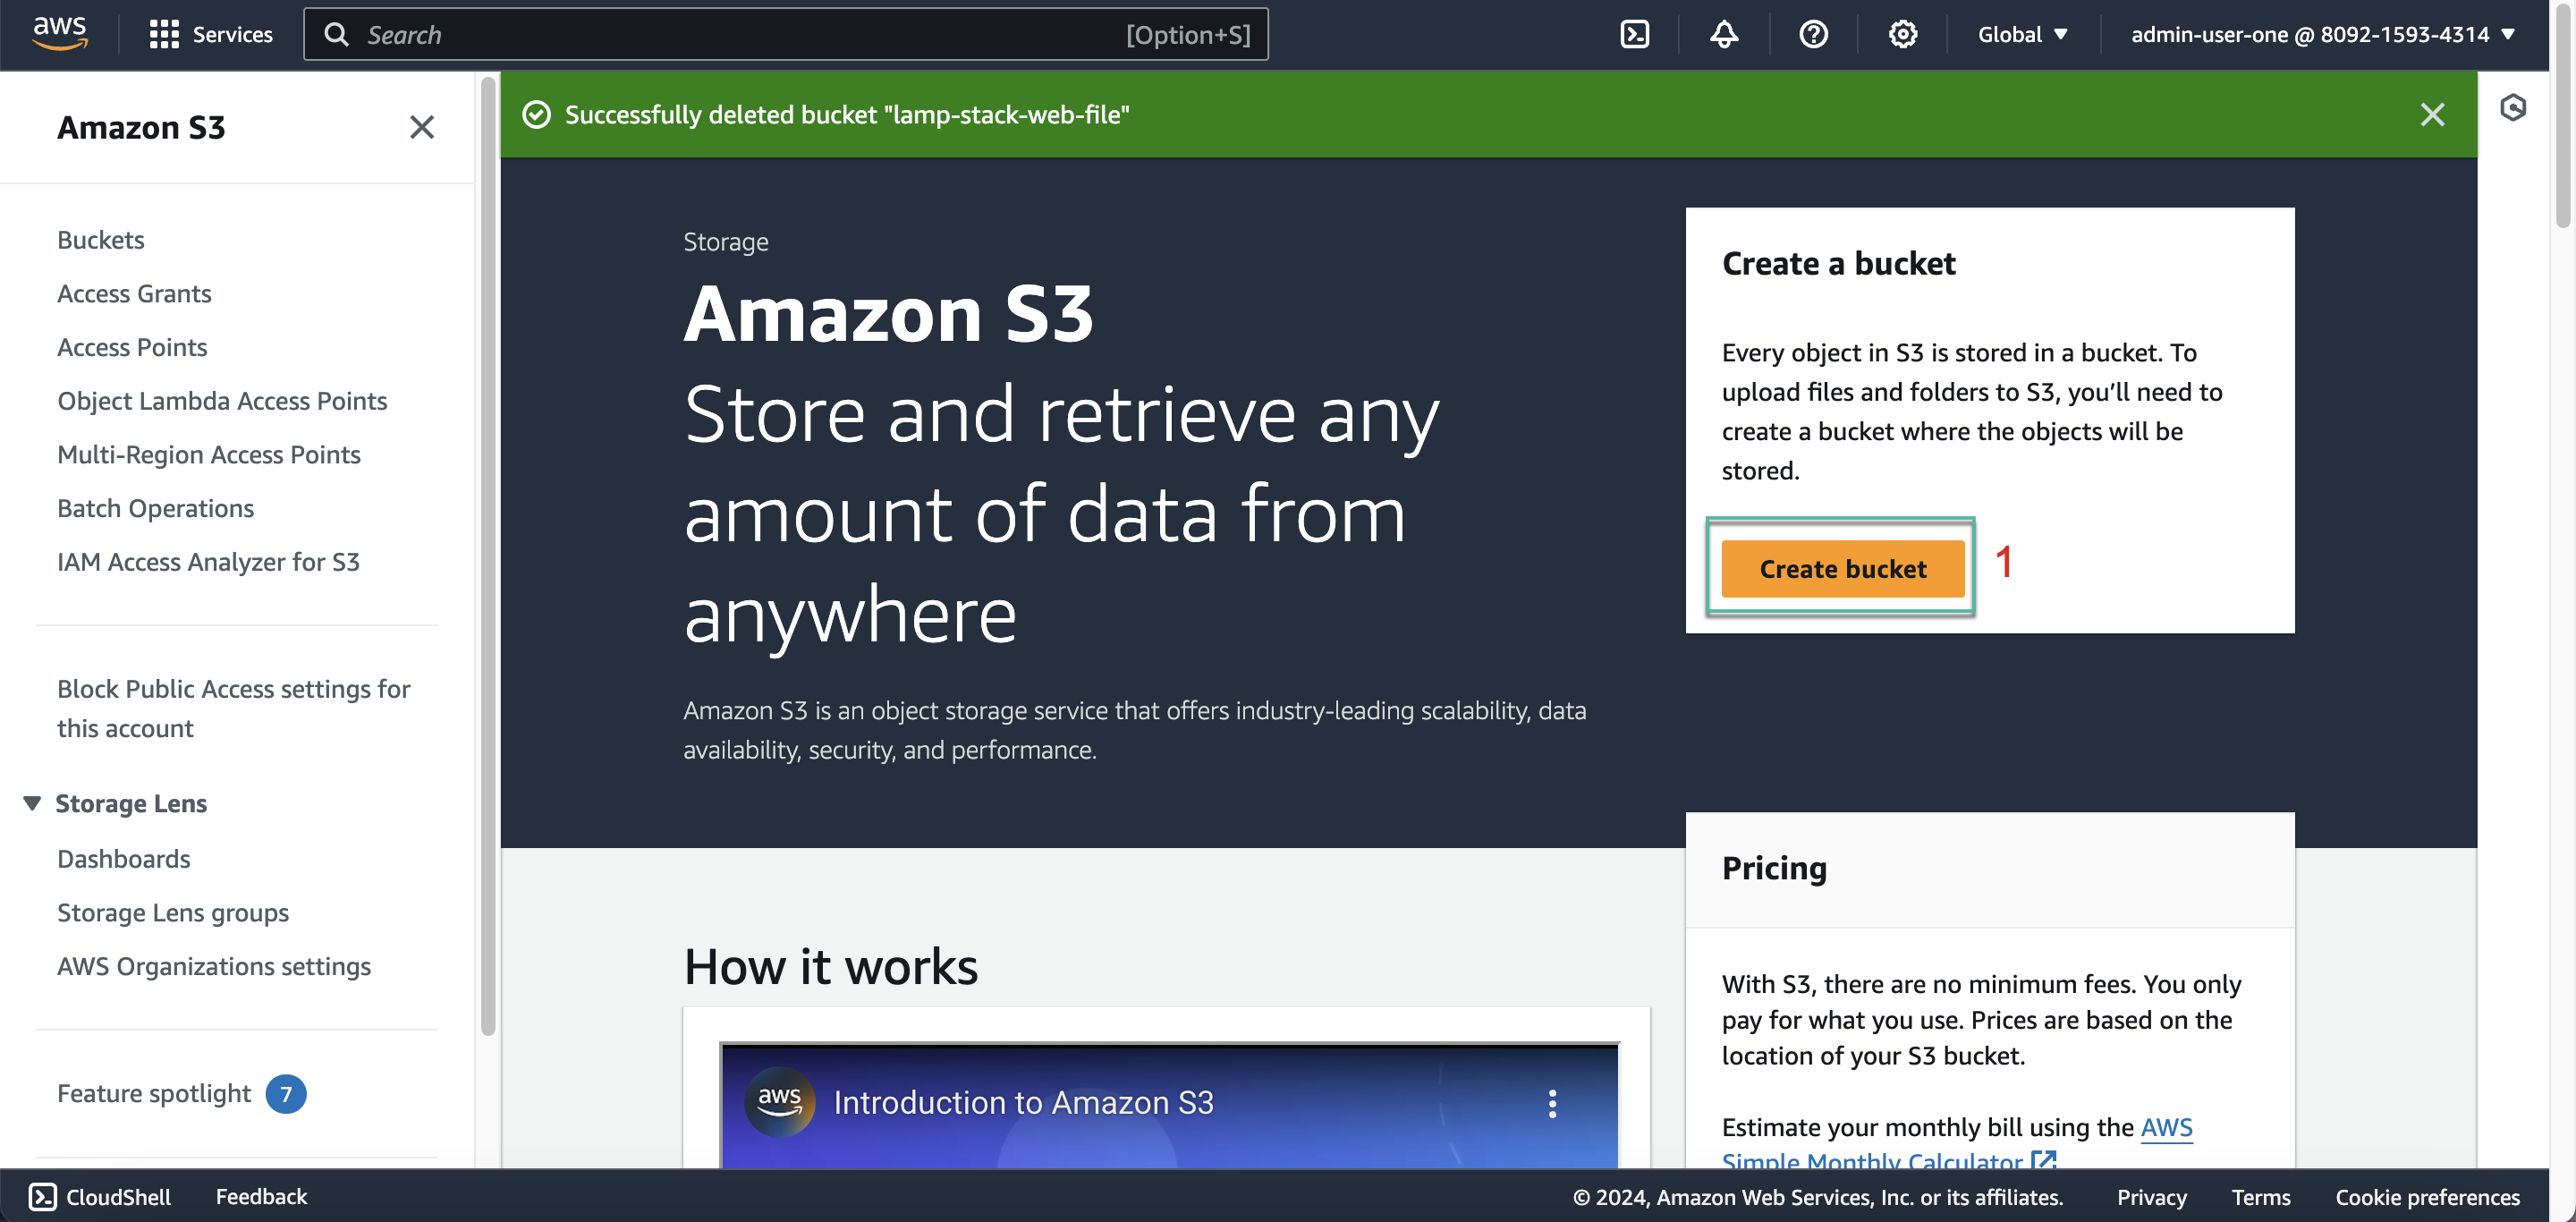 aws
Services
Search
[Option+S]
Global
admin-user-one @ 8092-1593-4314
Amazon S3
Buckets
Access Grants
Access Points
Object Lambda Access Points
Multi-Region Access Points
Batch Operations
IAM Access Analyzer for S3
Block Public Access settings for
this account
Storage Lens
Dashboards
Storage Lens groups
AWS Organizations settings
Feature spotlight 7
Successfully deleted bucket "lamp-stack-web-file"
Storage
Amazon S3
Store and retrieve any
amount of data from
anywhere
Amazon S3 is an object storage service that offers industry-leading scalability, data
availability, security, and performance.
Create a bucket
Every object in S3 is stored in a bucket. To
upload files and folders to S3, you’ll need to
create a bucket where the objects will be
stored.
Create bucket
1
How it works
aws
Introduction to Amazon S3
Pricing
With S3, there are no minimum fees. You only
pay for what you use. Prices are based on the
location of your S3 bucket.
Estimate your monthly bill using the AWS
Simple Monthly Calculator
CloudShell
Feedback
© 2024, Amazon Web Services, Inc. or its affiliates.
Privacy
Terms
Cookie preferences